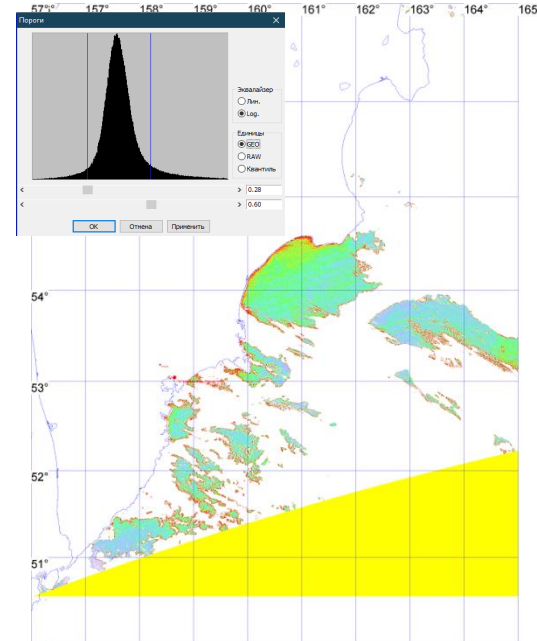 57° 157° 158° 159° 160° 161° 162° 163° 164° 165
Пороги
Эквалайзер
Лин.
Log.
Единицы
GEO
RAW
Квантиль
< > 0.28
< > 0.60
OK Отмена Применить
54°
53°
52°
51°